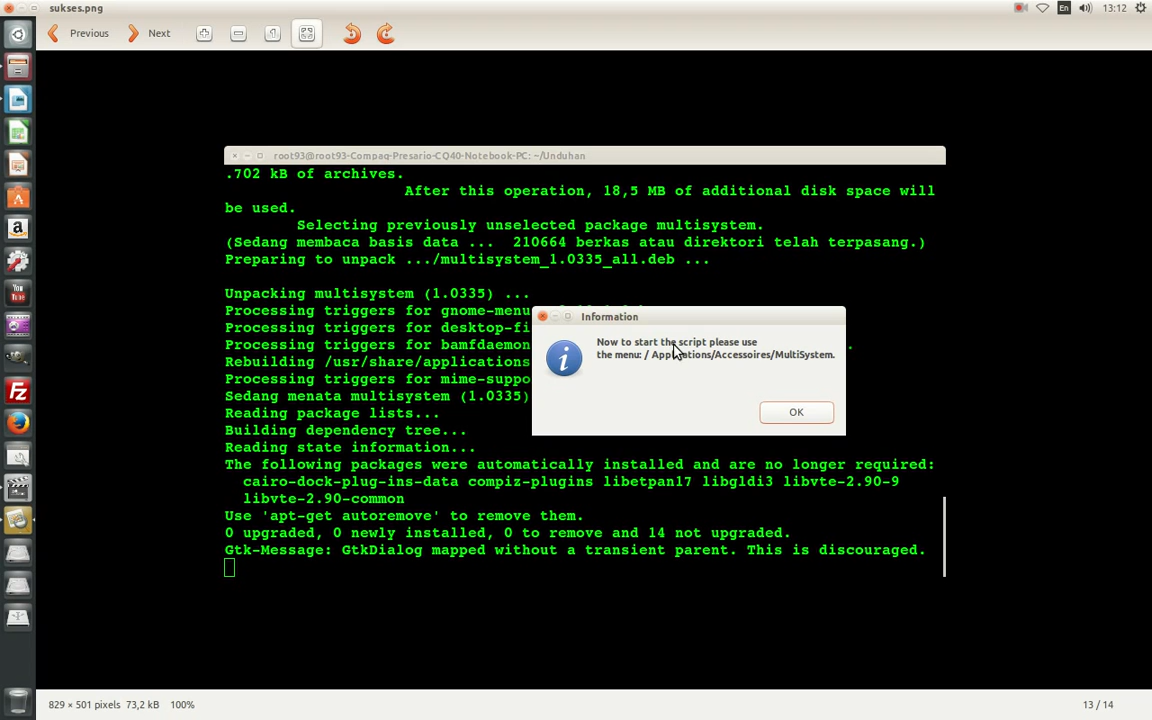 sukses.png
En
13:12
Previous
Next
root93@root93-Compaq-Presario-CQ40-Notebook-PC: ~/Unduhan
.702 kB of archives.
After this operation, 18,5 MB of additional disk space will
be used.
Selecting previously unselected package multisystem.
(Sedang membaca basis data ... 210664 berkas atau direktori telah terpasang.)
Preparing to unpack .../multisystem_1.0335_all.deb ...
Unpacking multisystem (1.0335) ...
Processing triggers for gnome-menu
Processing triggers for desktop-fi
Processing triggers for bamfdaemon
Rebuilding /usr/share/applications
Processing triggers for mime-suppo
Sedang menata multisystem (1.0335)
Reading package lists...
Building dependency tree...
Reading state information...
The following packages were automatically installed and are no longer required:
cairo-dock-plug-ins-data compiz-plugins libetpan17 libgldi3 libvte-2.90-9
libvte-2.90-common
Use 'apt-get autoremove' to remove them.
0 upgraded, 0 newly installed, 0 to remove and 14 not upgraded.
Gtk-Message: GtkDialog mapped without a transient parent. This is discouraged.
Information
Now to start the script please use
the menu: / Applications/Accessoires/MultiSystem.
OK
You
Tube
Fz
829 × 501 pixels 73,2 kB 100%
13 / 14